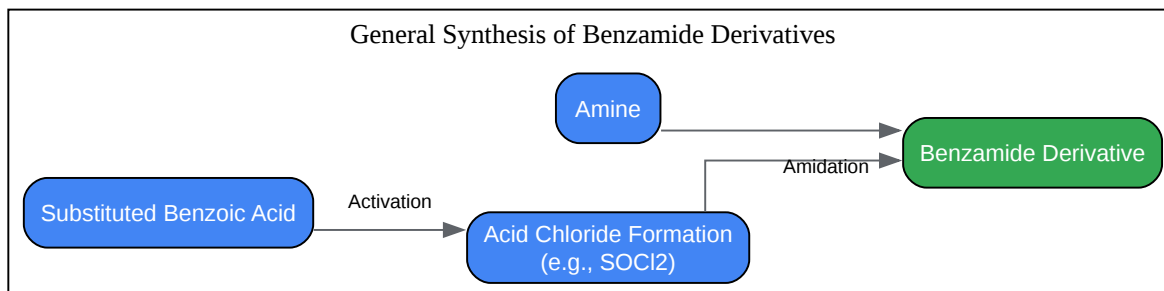 General Synthesis of Benzamide Derivatives
Amine
Benzamide Derivative
Amidation
Substituted Benzoic Acid
Activation
Acid Chloride Formation
(e.g., SOCl2)